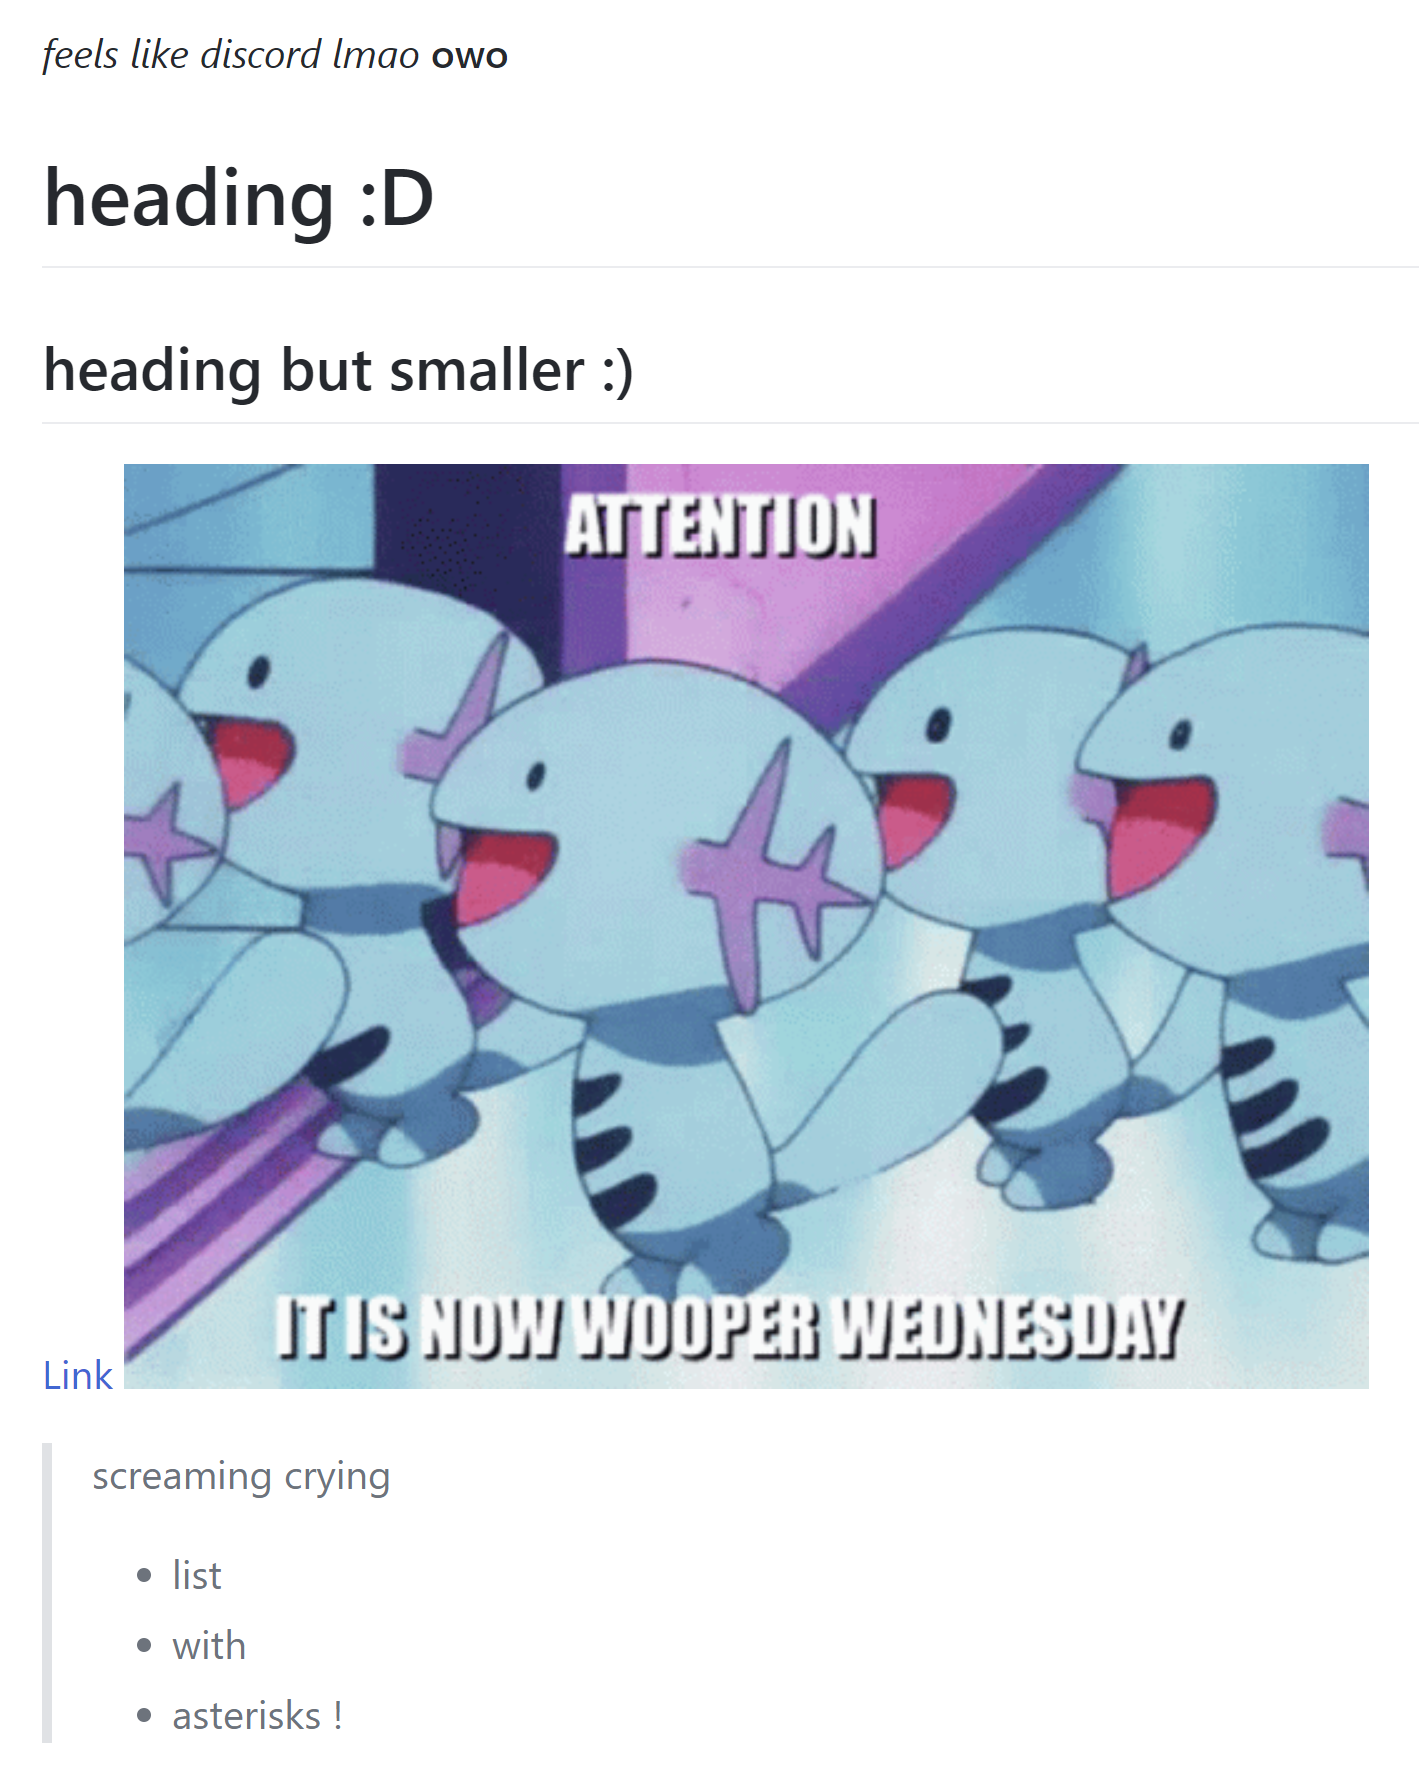 feels like discord lmao owo
heading :D
heading but smaller :)
ATTENTION
IT IS NOW WOOPER WEDNESDAY
Link
screaming crying
list
with
asterisks !